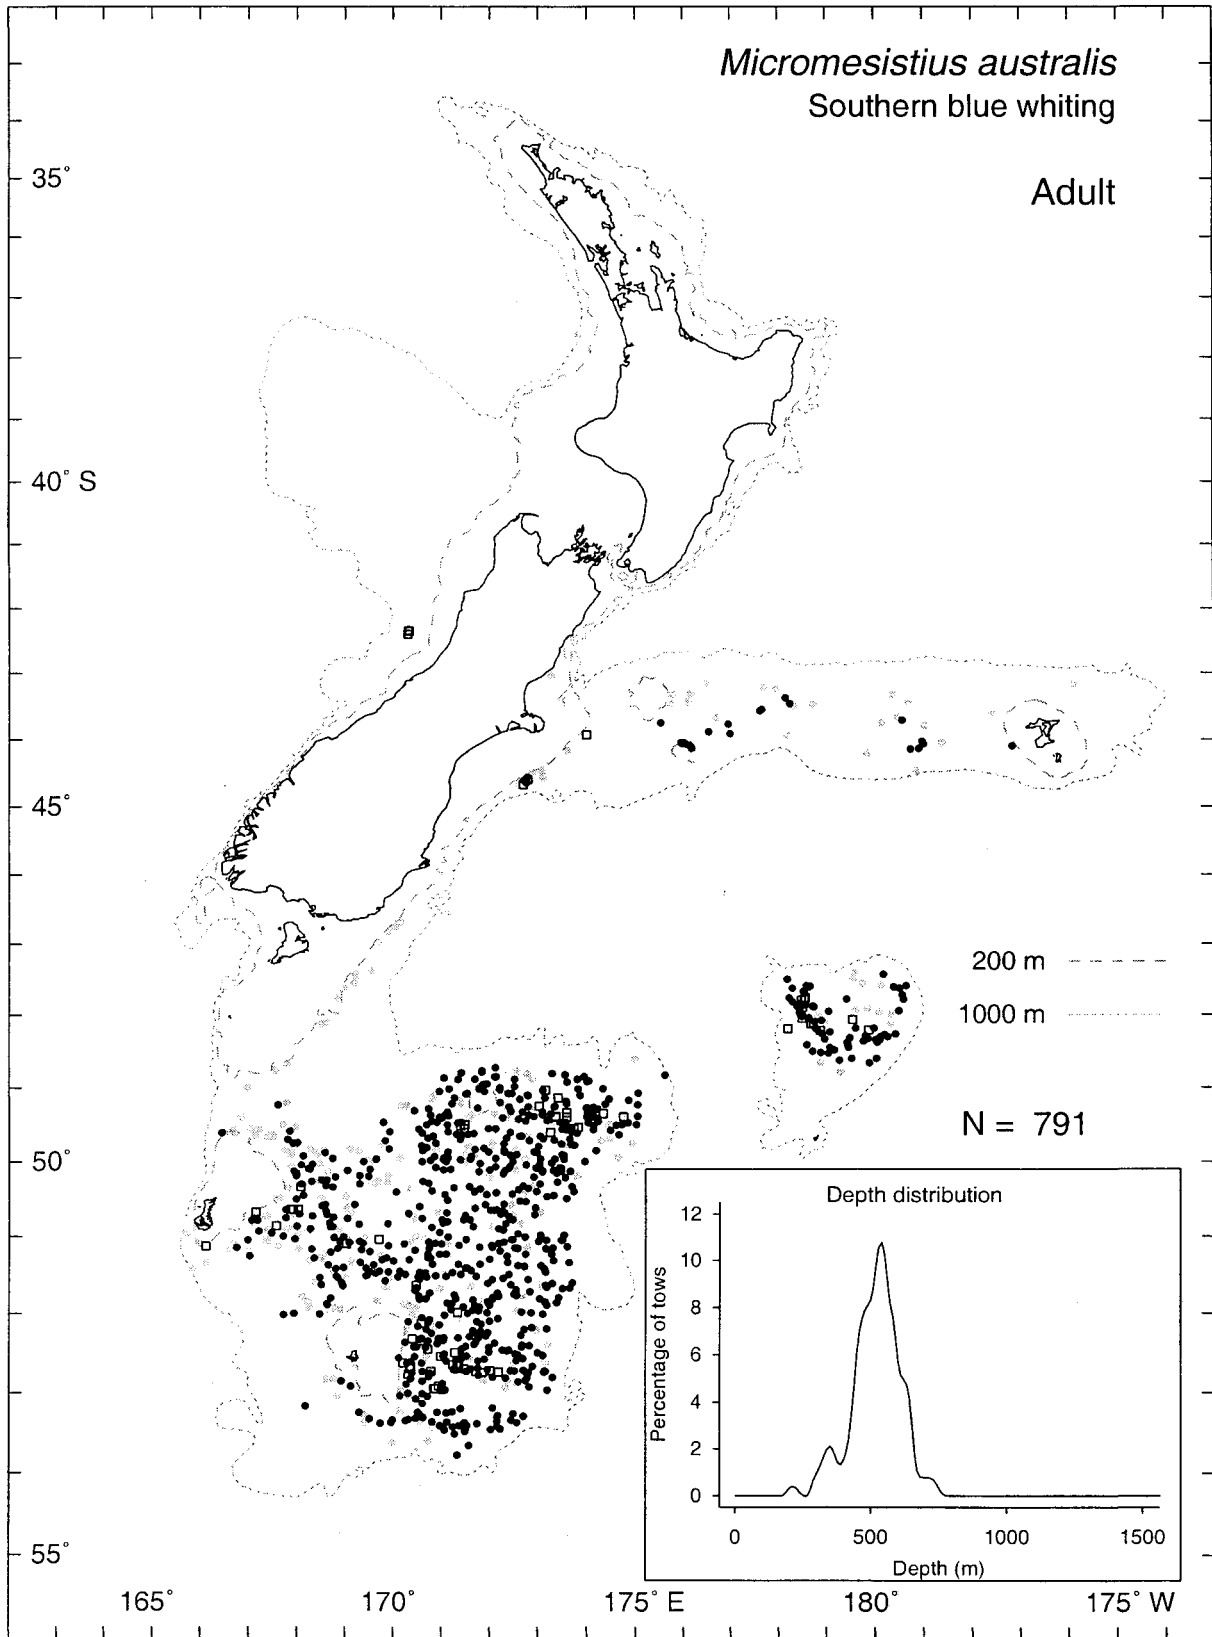 Micromesistius australis
Southern blue whiting
Adult
35°
40° S
45°
200 m
1000 m
N = 791
50°
Depth distribution
12
10
8
6
4
2
0
Percentage of tows
0 500 1000 1500
Depth (m)
55°
165° 170° 175° E 180° 175° W